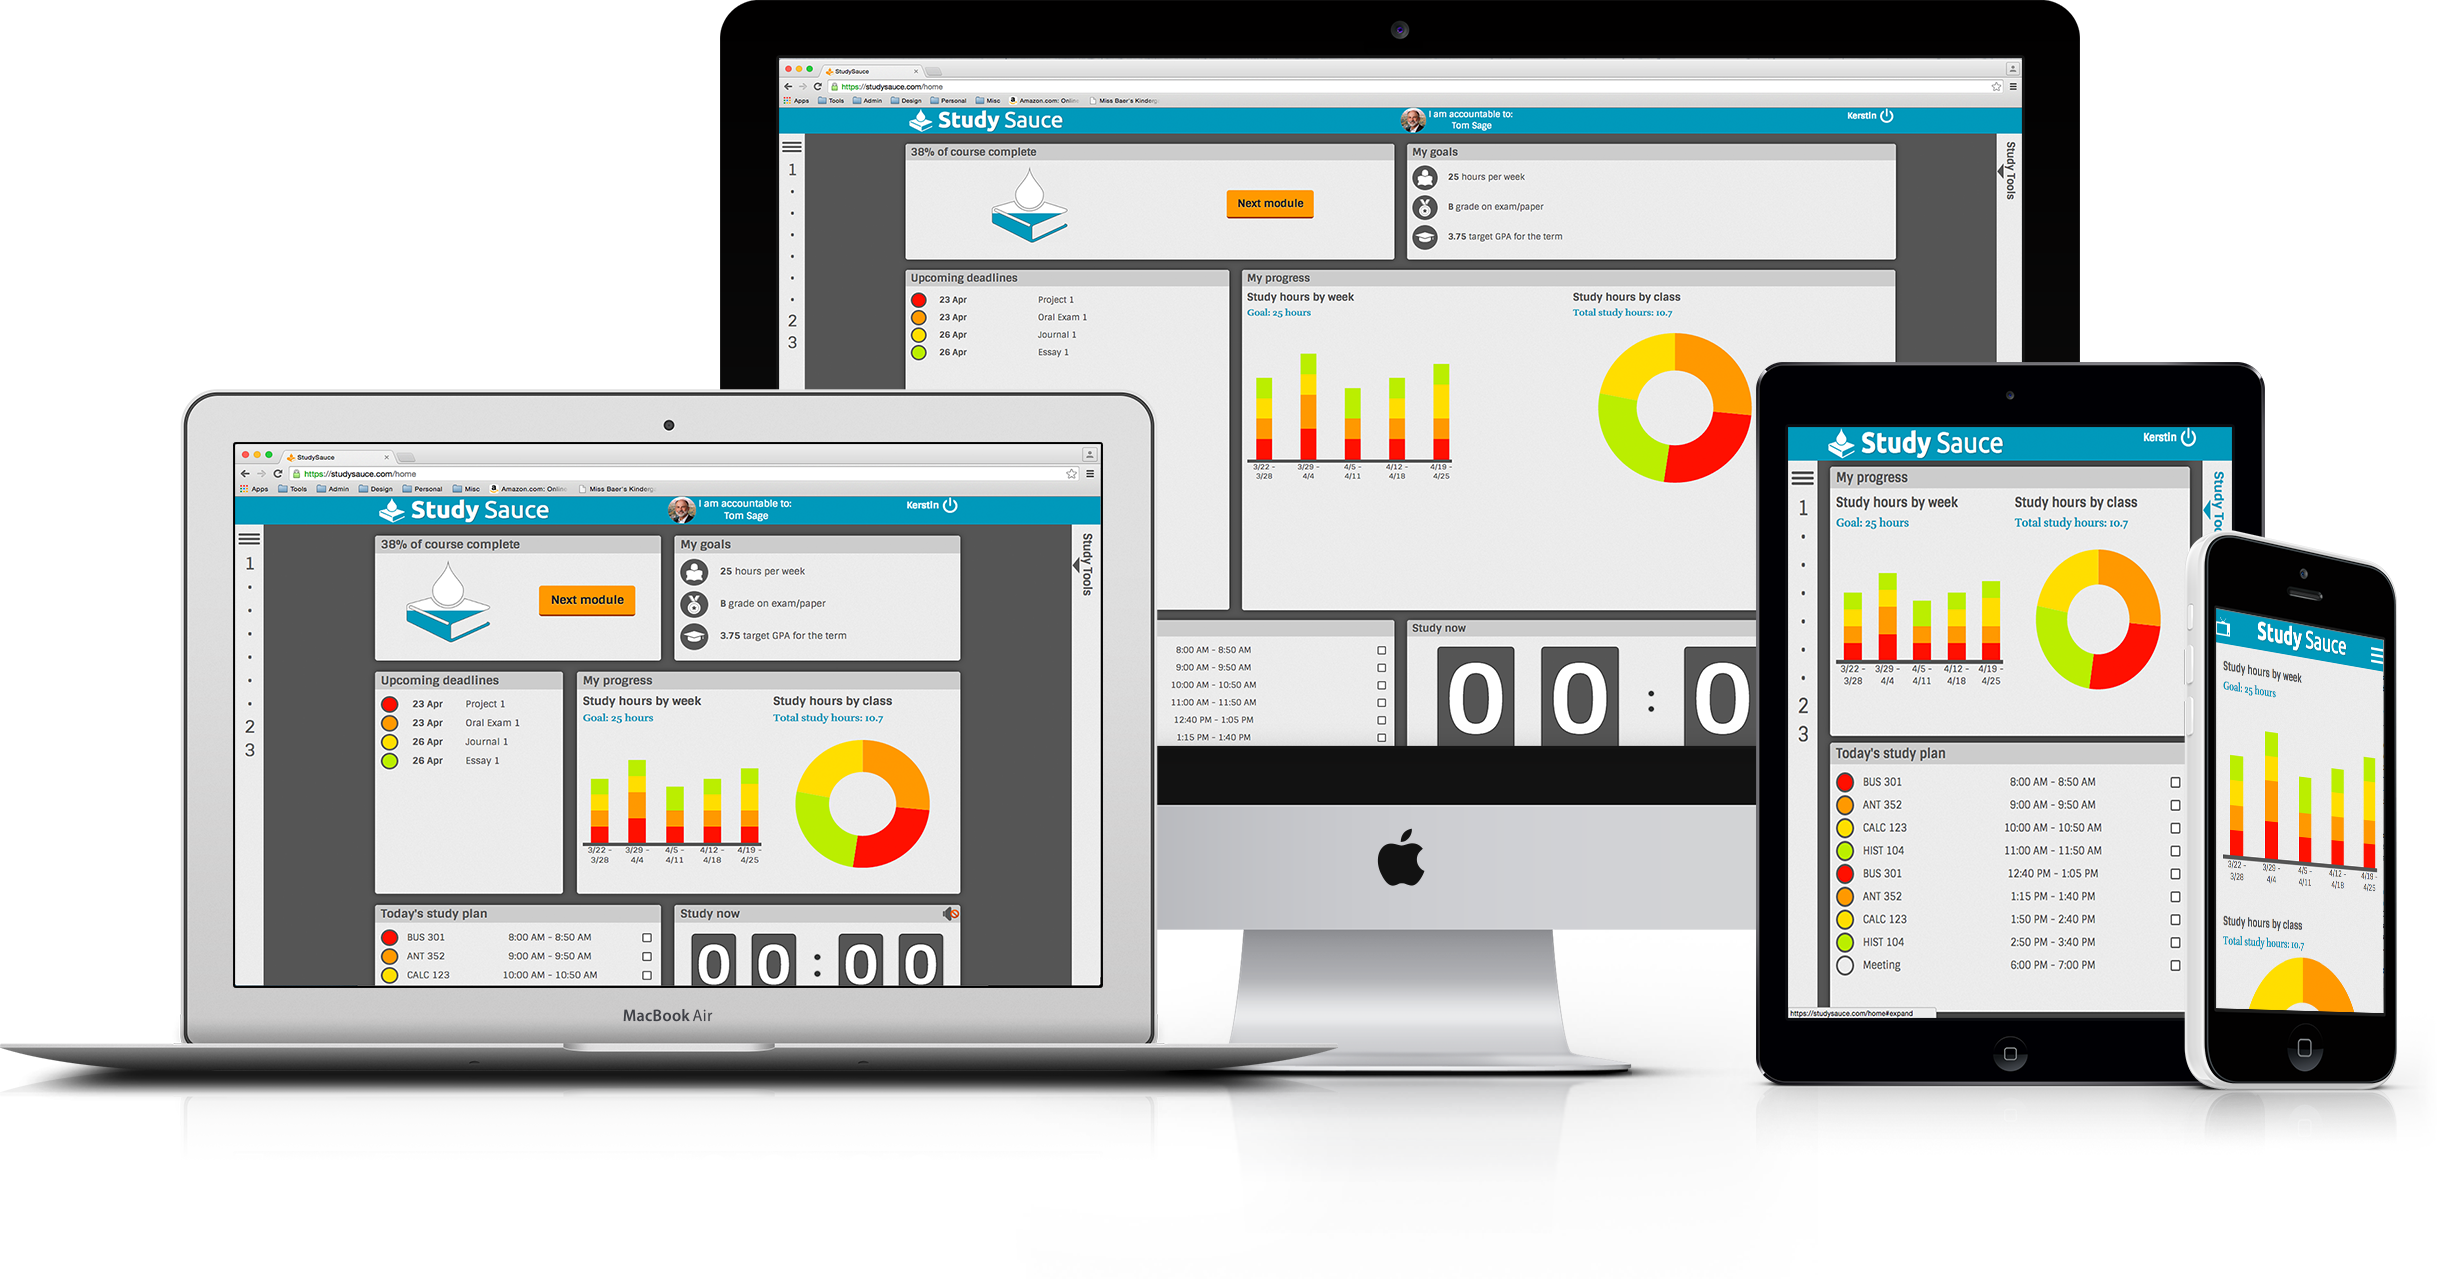 StudySauce
https://studysauce.com/home
Apps Tools Admin Design Personal Misc Amazon.com: Online Miss Baer's Kinderg
Study Sauce
I am accountable to:
Tom Sage
Kerstin
Study Tools
1
2
3
38% of course complete
Next module
My goals
25 hours per week
B grade on exam/paper
3.75 target GPA for the term
Upcoming deadlines
23 Apr Project 1
23 Apr Oral Exam 1
26 Apr Journal 1
26 Apr Essay 1
My progress
Study hours by week
Goal: 25 hours
3/22 - 3/29 - 4/5 - 4/12 - 4/19 -
3/28 4/4 4/11 4/18 4/25
Study hours by class
Total study hours: 10.7
8:00 AM - 8:50 AM
9:00 AM - 9:50 AM
10:00 AM - 10:50 AM
11:00 AM - 11:50 AM
12:40 PM - 1:05 PM
1:15 PM - 1:40 PM
Study now
00:0
StudySauce
https://studysauce.com/home
Apps Tools Admin Design Personal Misc Amazon.com: Online Miss Baer's Kinderg
Study Sauce
I am accountable to:
Tom Sage
Kerstin
Study Tools
1
2
3
38% of course complete
Next module
My goals
25 hours per week
B grade on exam/paper
3.75 target GPA for the term
Upcoming deadlines
23 Apr Project 1
23 Apr Oral Exam 1
26 Apr Journal 1
26 Apr Essay 1
My progress
Study hours by week
Goal: 25 hours
3/22 - 3/29 - 4/5 - 4/12 - 4/19 -
3/28 4/4 4/11 4/18 4/25
Study hours by class
Total study hours: 10.7
Today's study plan
BUS 301 8:00 AM - 8:50 AM
ANT 352 9:00 AM - 9:50 AM
CALC 123 10:00 AM - 10:50 AM
Study now
00:00
MacBook Air
Study Sauce
Kerstin
Study To
1
2
3
My progress
Study hours by week
Goal: 25 hours
3/22 - 3/29 - 4/5 - 4/12 - 4/19 -
3/28 4/4 4/11 4/18 4/25
Study hours by class
Total study hours: 10.7
Today's study plan
BUS 301 8:00 AM - 8:50 AM
ANT 352 9:00 AM - 9:50 AM
CALC 123 10:00 AM - 10:50 AM
HIST 104 11:00 AM - 11:50 AM
BUS 301 12:40 PM - 1:05 PM
ANT 352 1:15 PM - 1:40 PM
CALC 123 1:50 PM - 2:40 PM
HIST 104 2:50 PM - 3:40 PM
Meeting 6:00 PM - 7:00 PM
https://studysauce.com/home#expand
Study Sauce
Study hours by week
Goal: 25 hours
3/22 - 3/29 - 4/5 - 4/12 - 4/19 -
3/28 4/4 4/11 4/18 4/25
Study hours by class
Total study hours: 10.7